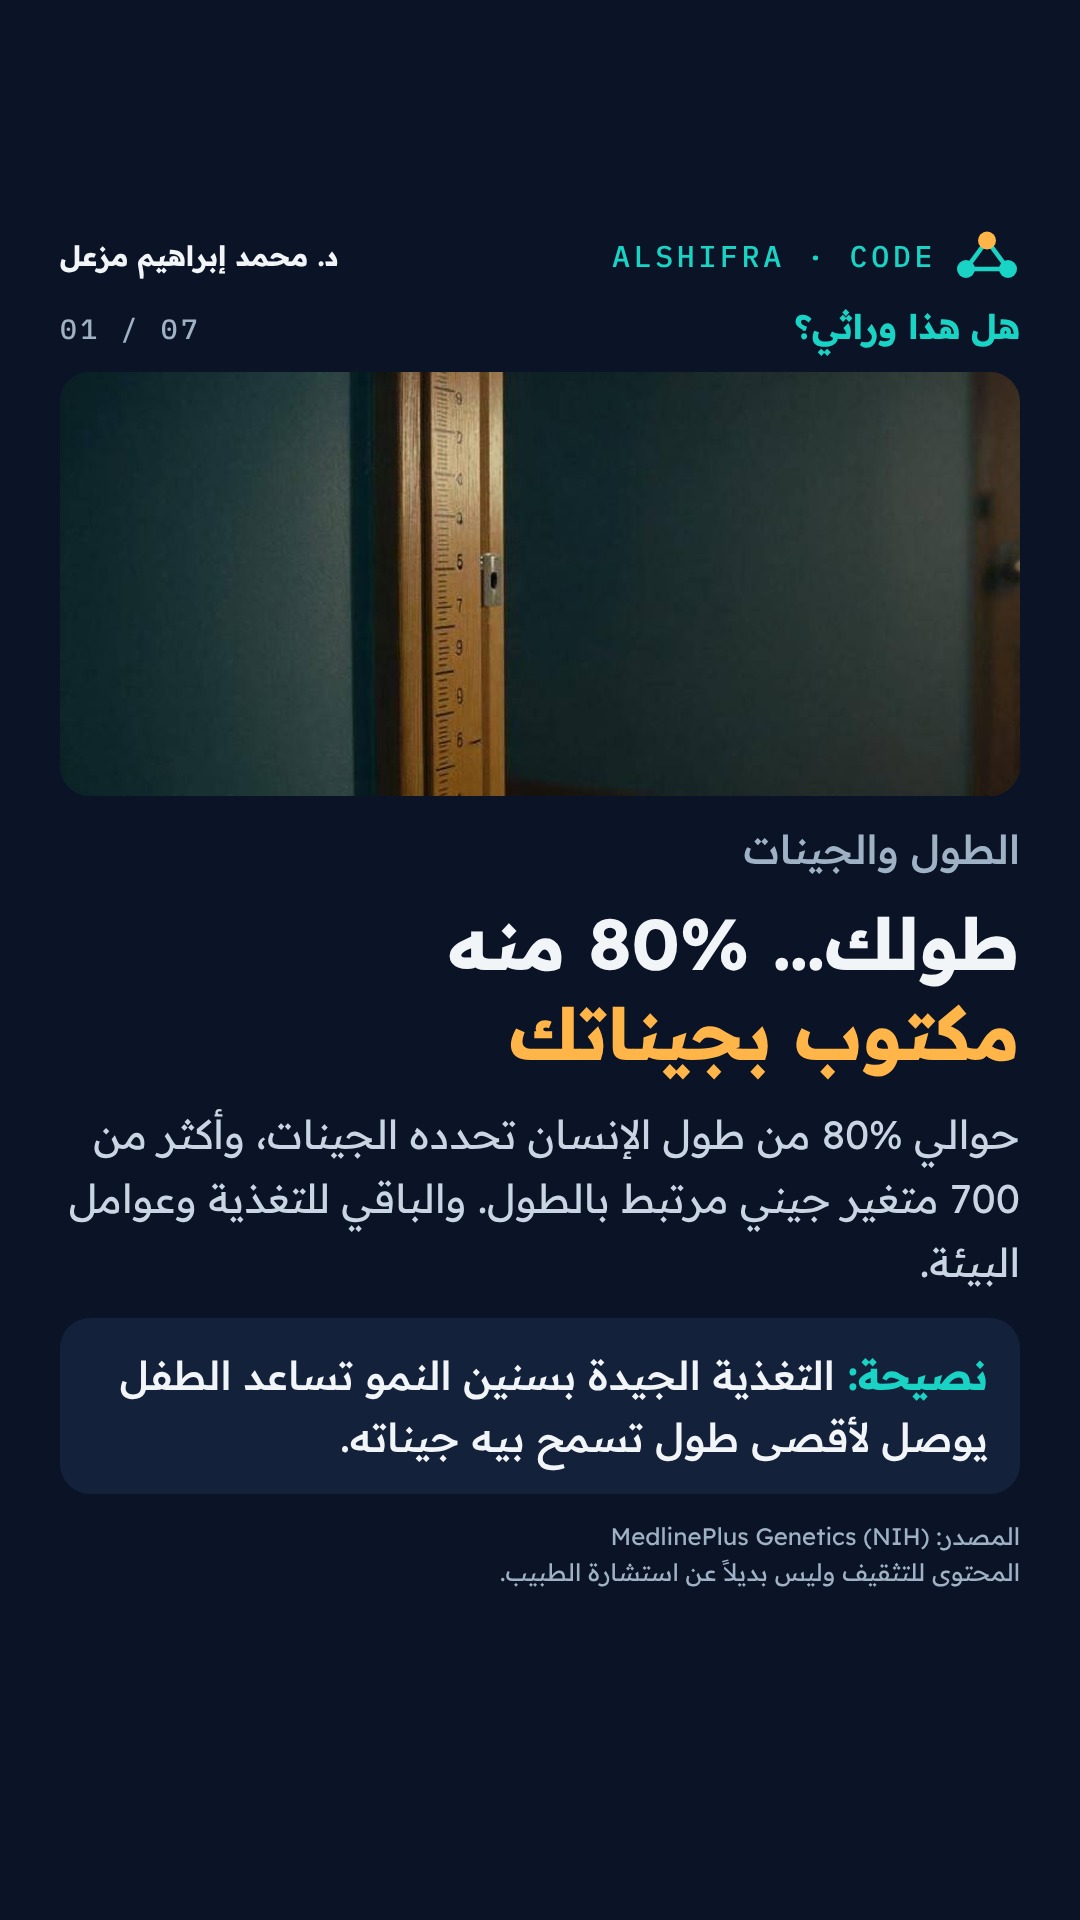 ALSHIFRA · CODE
د. محمد إبراهيم مزعل
هل هذا وراثي؟
01 / 07
الطول والجينات
طولك... 80% منه
مكتوب بجيناتك
حوالي 80% من طول الإنسان تحدده الجينات، وأكثر من
700 متغير جيني مرتبط بالطول. والباقي للتغذية وعوامل
البيئة.
نصيحة: التغذية الجيدة بسنين النمو تساعد الطفل
يوصل لأقصى طول تسمح بيه جيناته.
المصدر: MedlinePlus Genetics (NIH)
المحتوى للتثقيف وليس بديلاً عن استشارة الطبيب.